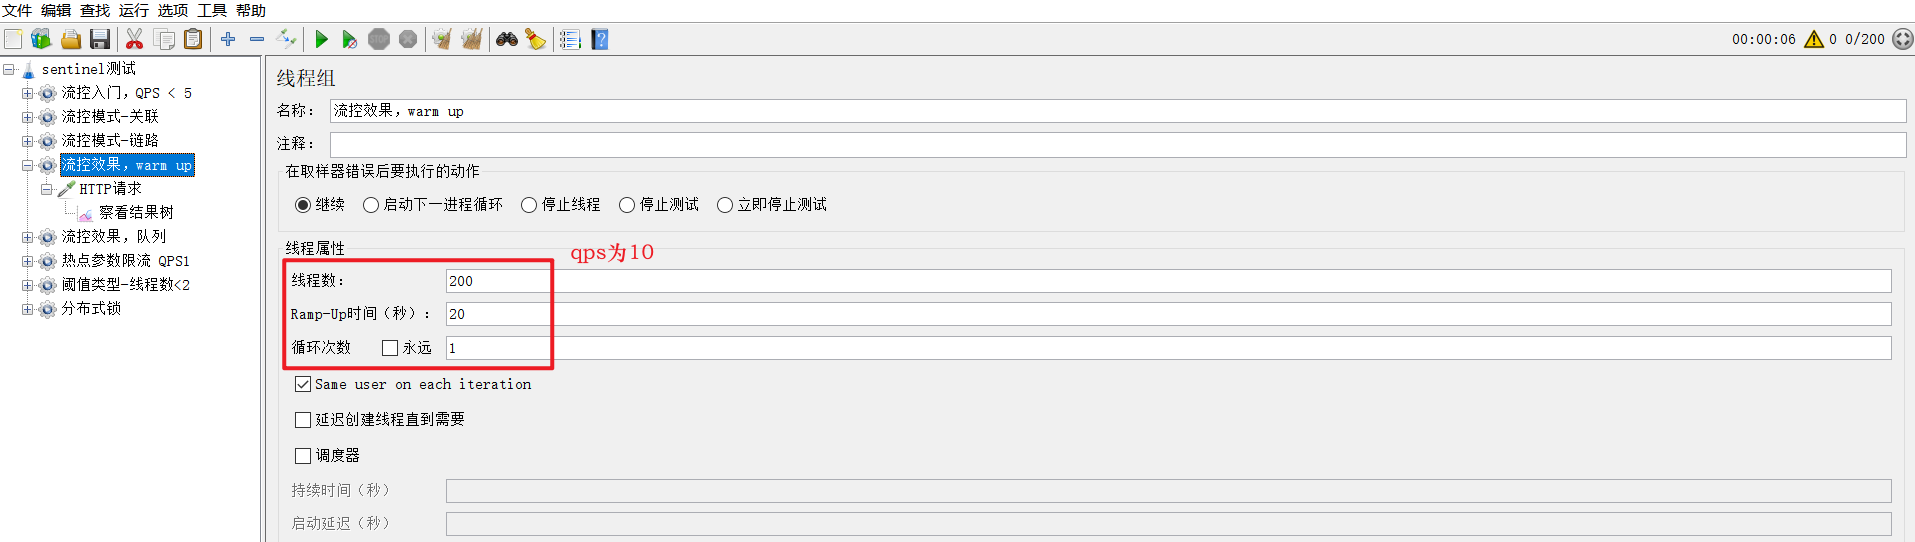 文件 编辑 查找 运行 选项 工具 帮助
STOP
00:00:06 0 0/200
sentinel测试
流控入门，QPS < 5
流控模式-关联
流控模式-链路
流控效果，warm up
HTTP请求
察看结果树
流控效果，队列
热点参数限流 QPS1
阈值类型-线程数<2
分布式锁
线程组
名称： 流控效果，warm up
注释：
在取样器错误后要执行的动作
继续 启动下一进程循环 停止线程 停止测试 立即停止测试
线程属性
qps为10
线程数： 200
Ramp-Up时间（秒）： 20
循环次数 永远 1
Same user on each iteration
延迟创建线程直到需要
调度器
持续时间（秒）
启动延迟（秒）